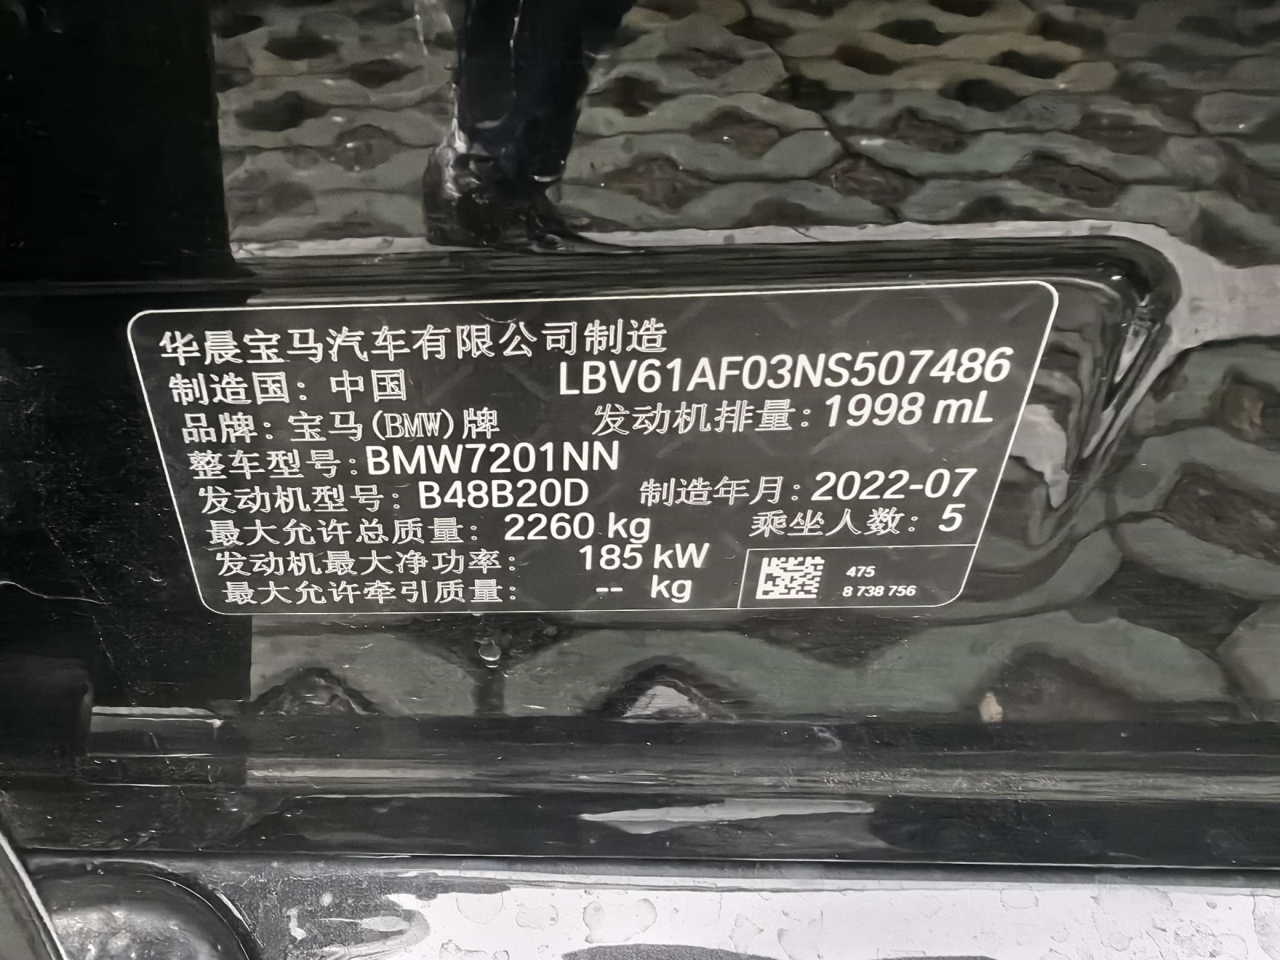 华晨宝马汽车有限公司制造
制造国：中国 LBV61AF03NS507486
品牌：宝马(BMW)牌 发动机排量：1998 mL
整车型号：BMW7201NN
发动机型号：B48B20D 制造年月：2022-07
最大允许总质量：2260 kg 乘坐人数：5
发动机最大净功率：185 kW
最大允许牵引质量：-- kg
475
8 738 756